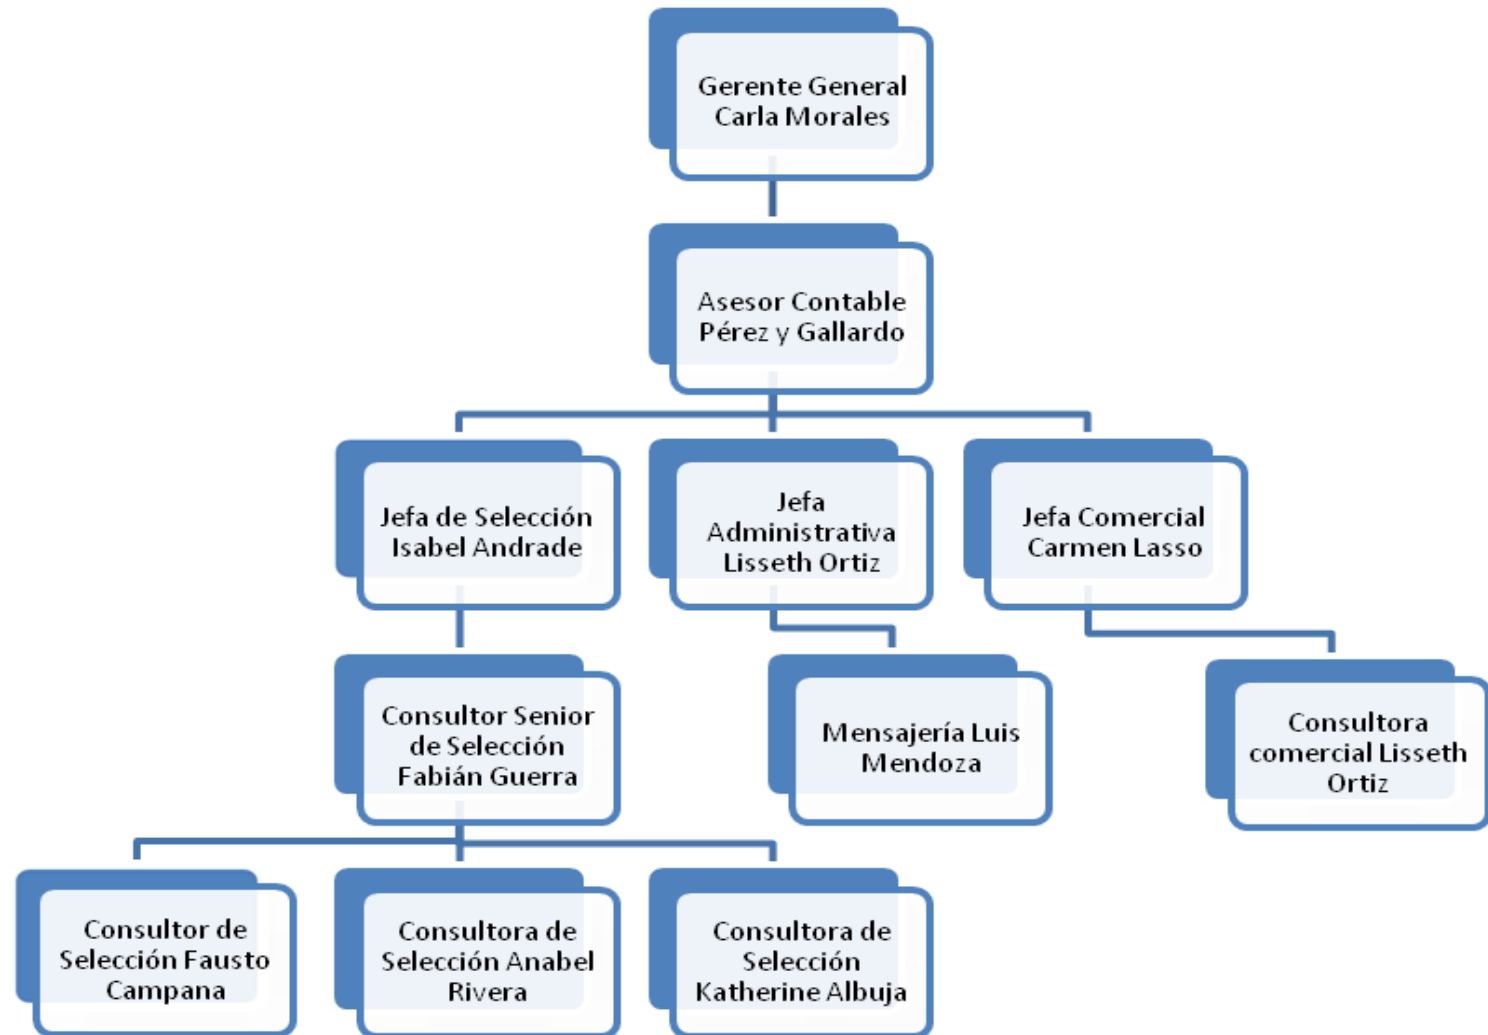 Gerente General
Carla Morales
Asesor Contable
Pérez y Gallardo
Jefa de Selección
Isabel Andrade
Jefa
Administrativa
Lisseth Ortiz
Jefa Comercial
Carmen Lasso
Consultor Senior
de Selección
Fabián Guerra
Mensajería Luis
Mendoza
Consultora
comercial Lisseth
Ortiz
Consultor de
Selección Fausto
Campana
Consultora de
Selección Anabel
Rivera
Consultora de
Selección
Katherine Albuja